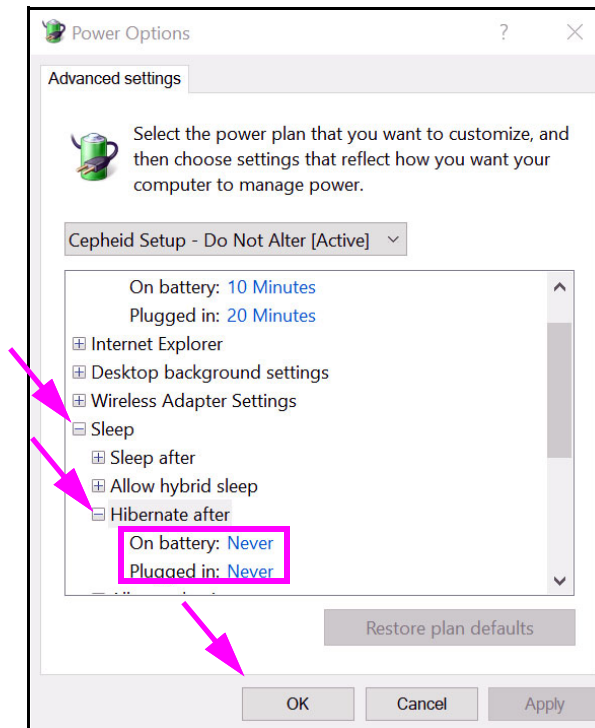 Power Options
Advanced settings
Select the power plan that you want to customize, and
then choose settings that reflect how you want your
computer to manage power.
Cepheid Setup - Do Not Alter [Active]
On battery: 10 Minutes
Plugged in: 20 Minutes
Internet Explorer
Desktop background settings
Wireless Adapter Settings
Sleep
Sleep after
Allow hybrid sleep
Hibernate after
On battery: Never
Plugged in: Never
Restore plan defaults
OK Cancel Apply